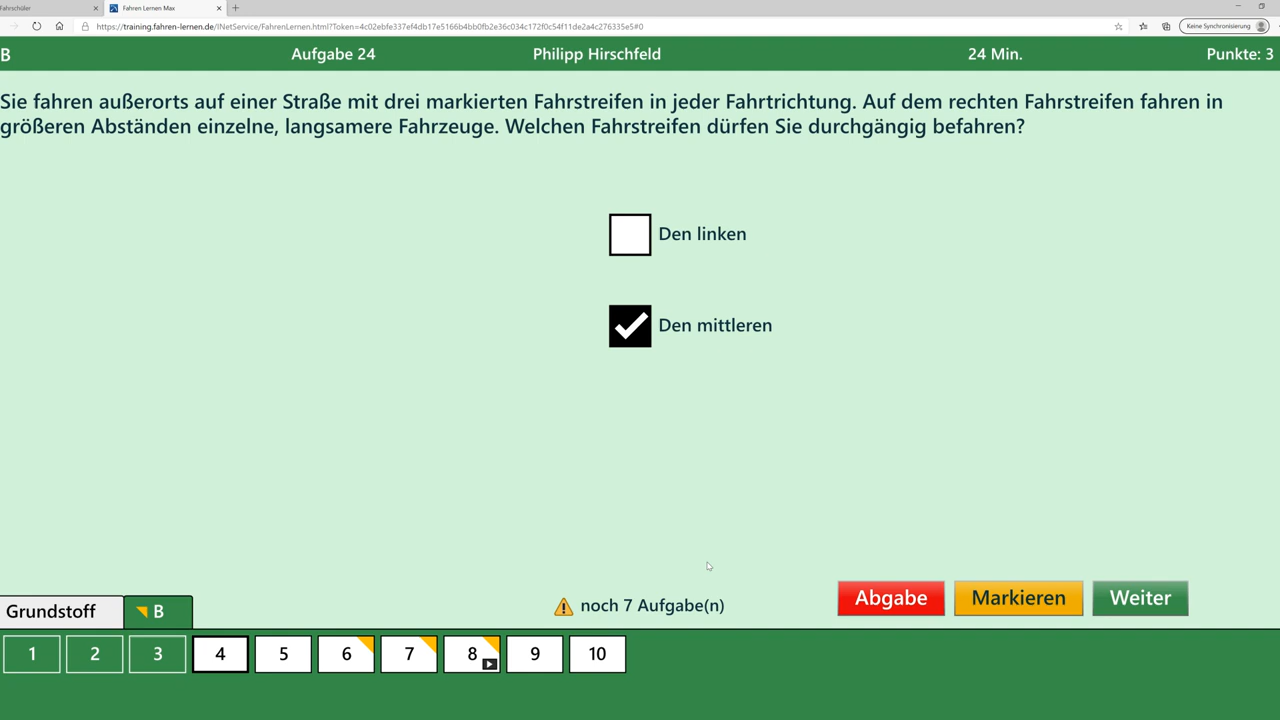 Fahrschüler
Fahren Lernen Max
https://training.fahren-lernen.de/INetService/FahrenLernen.html?Token=4c02ebfe337ef4db17e5166b4bb0fb2e36c034c172f0c54f11de2a4c276335e5#0
Keine Synchronisierung
B Aufgabe 24 Philipp Hirschfeld 24 Min. Punkte: 3
Sie fahren außerorts auf einer Straße mit drei markierten Fahrstreifen in jeder Fahrtrichtung. Auf dem rechten Fahrstreifen fahren in
größeren Abständen einzelne, langsamere Fahrzeuge. Welchen Fahrstreifen dürfen Sie durchgängig befahren?
Den linken
Den mittleren
noch 7 Aufgabe(n)
Abgabe Markieren Weiter
Grundstoff B
1 2 3 4 5 6 7 8 9 10